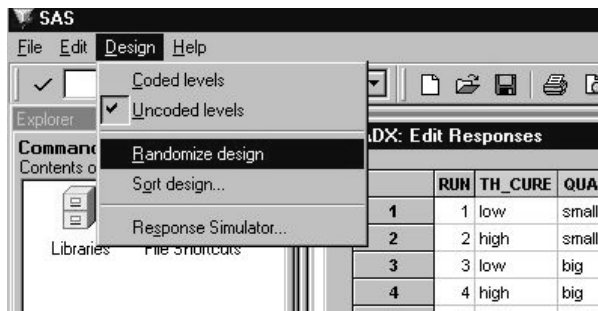 SAS
File Edit Design Help
Coded levels
Uncoded levels
Randomize design
Sort design...
Response Simulator...
Explorer
Contents o
Libraries File Shortcuts
ADX: Edit Responses
RUN TH_CURE QUA
1 1 low small
2 2 high small
3 3 low big
4 4 high big